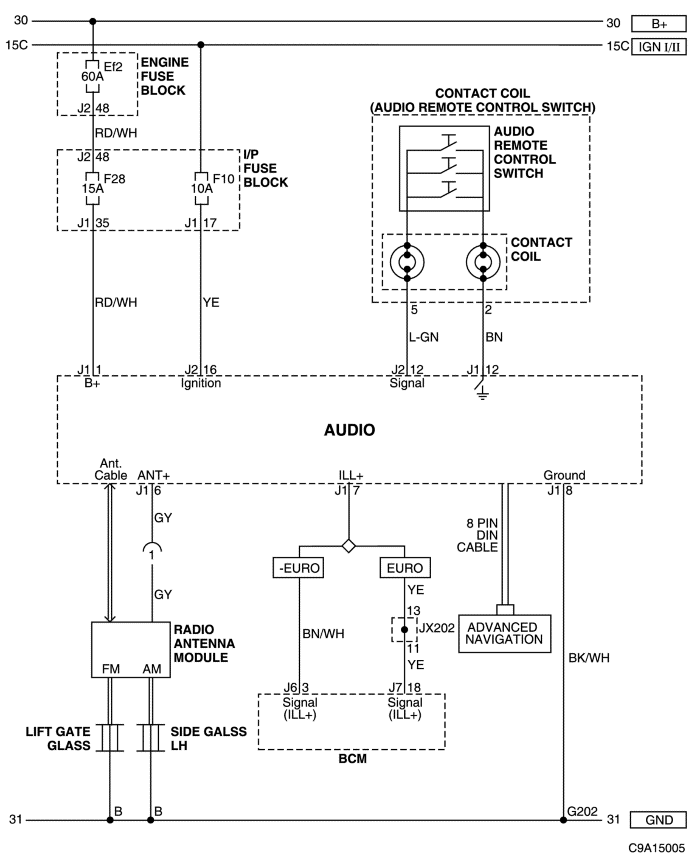 30
30
B+
15C
15C
IGN I/II
Ef2
60A
ENGINE
FUSE
BLOCK
J2 48
RD/WH
CONTACT COIL
(AUDIO REMOTE CONTROL SWITCH)
AUDIO
REMOTE
CONTROL
SWITCH
J2 48
I/P
FUSE
BLOCK
F28
15A
F10
10A
J1 35
J1 17
CONTACT
COIL
RD/WH
YE
5
2
L-GN
BN
J1 1
B+
J2 16
Ignition
J2 12
Signal
J1 12
AUDIO
Ant.
Cable
ANT+
ILL+
Ground
J1 6
J1 7
J1 8
GY
1
GY
8 PIN
DIN
CABLE
-EURO
EURO
YE
13
JX202
11
YE
BN/WH
ADVANCED
NAVIGATION
BK/WH
RADIO
ANTENNA
MODULE
FM
AM
J6 3
Signal
(ILL+)
J7 18
Signal
(ILL+)
BCM
LIFT GATE
GLASS
SIDE GALSS
LH
B
B
G202
31
31
GND
C9A15005